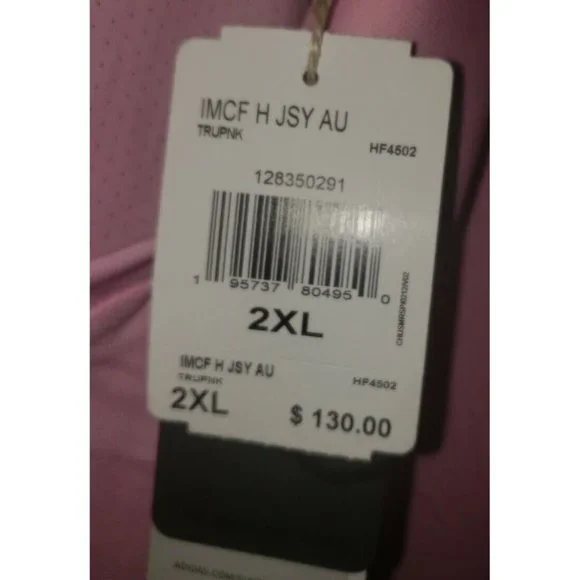 IMCF H JSY AU
TRUPNK
HF4502
128350291
1 95737 80495 0
2XL
IMCF H JSY AU
TRUPNK
HF4502
2XL
$ 130.00